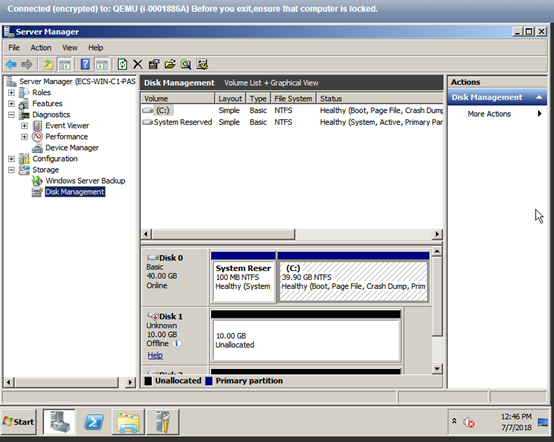 Connected (encrypted) to: QEMU (i-0001886A) Before you exit,ensure that computer is locked.
Server Manager
File Action View Help
Server Manager (ECS-WIN-C1-PAS
Roles
Features
Diagnostics
Event Viewer
Performance
Device Manager
Configuration
Storage
Windows Server Backup
Disk Management
Disk Management Volume List + Graphical View
Volume Layout Type File System Status
(C:) Simple Basic NTFS Healthy (Boot, Page File, Crash Dump
System Reserved Simple Basic NTFS Healthy (System, Active, Primary Par
Disk 0
Basic
40.00 GB
Online
System Reser
100 MB NTFS
Healthy (System,
(C:)
39.90 GB NTFS
Healthy (Boot, Page File, Crash Dump, Prim
Disk 1
Unknown
10.00 GB
Offline
Help
10.00 GB
Unallocated
Unallocated Primary partition
Actions
Disk Management
More Actions
Start
12:46 PM
7/7/2018